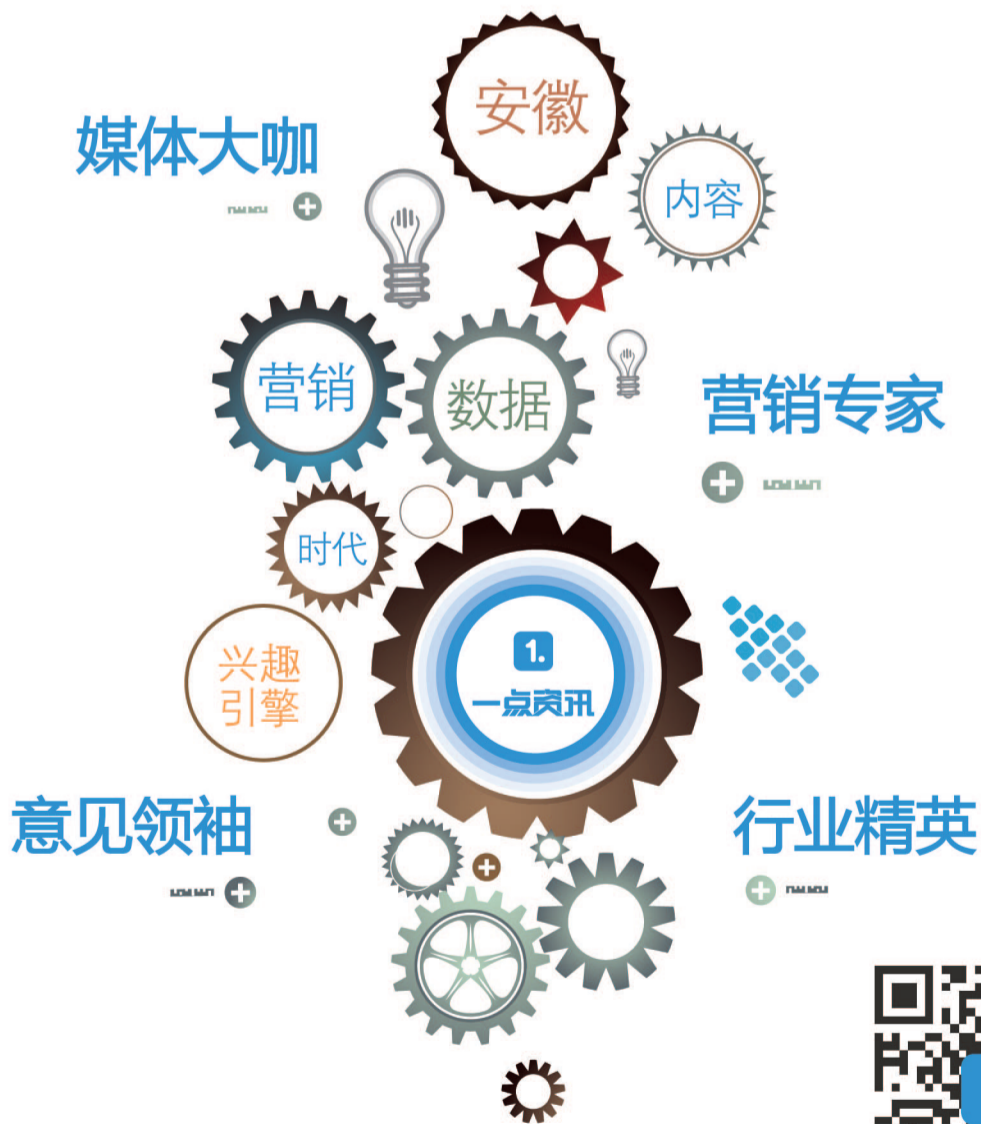 安徽
媒体大咖
内容
营销
数据
营销专家
时代
兴趣
引擎
1.
一点资讯
意见领袖
行业精英